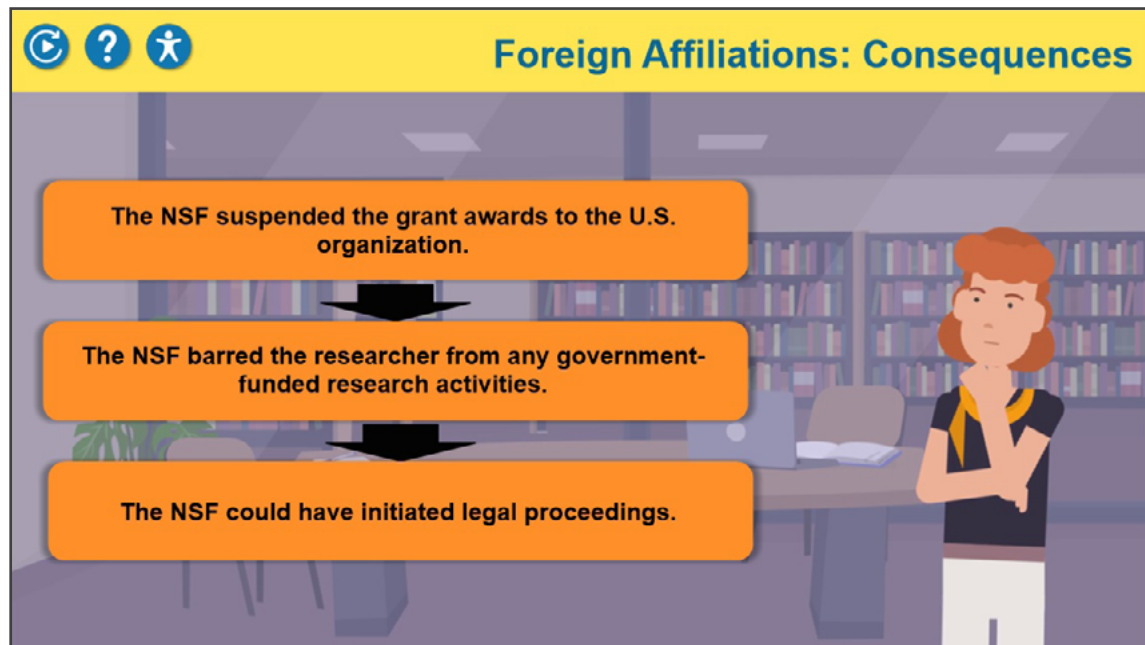 ?
Foreign Affiliations: Consequences
The NSF suspended the grant awards to the U.S.
organization.
The NSF barred the researcher from any government-
funded research activities.
The NSF could have initiated legal proceedings.